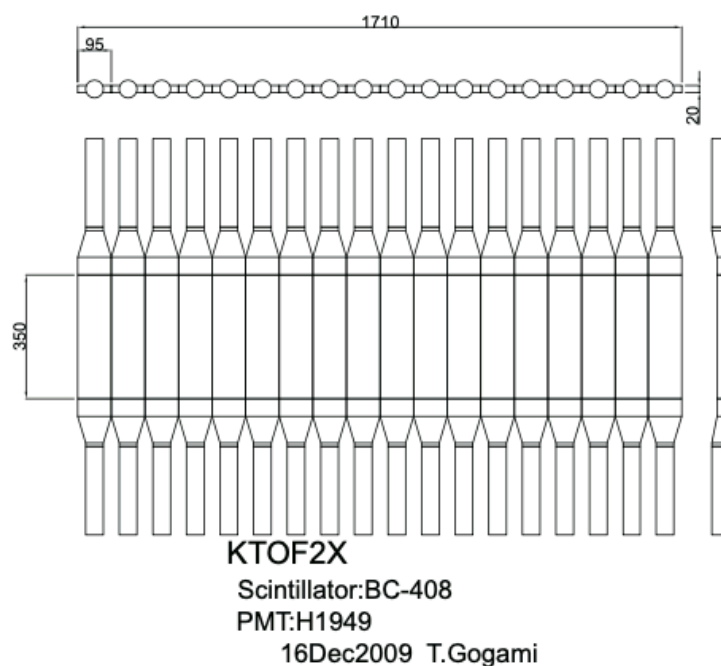 1710
95
20
350
KTOF2X
Scintillator:BC-408
PMT:H1949
16Dec2009 T.Gogami